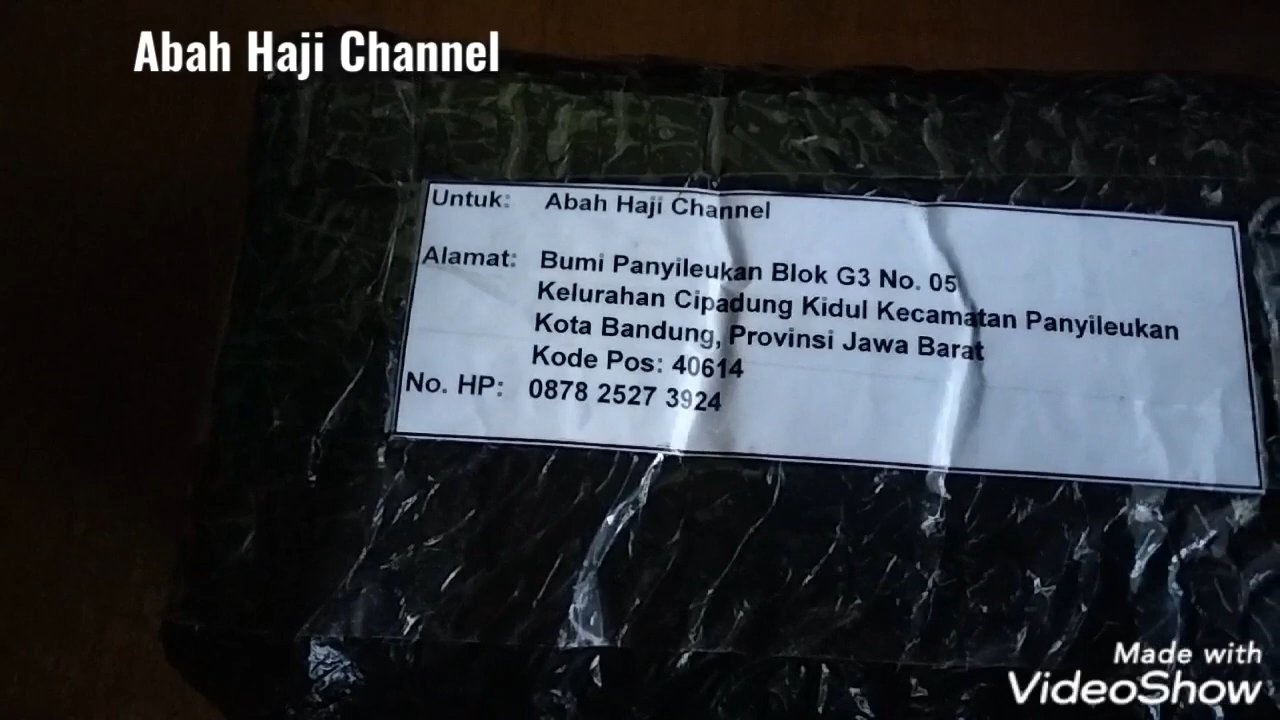 Abah Haji Channel
Untuk: Abah Haji Channel
Alamat: Bumi Panyileukan Blok G3 No. 05
Kelurahan Cipadung Kidul Kecamatan Panyileukan
Kota Bandung, Provinsi Jawa Barat
Kode Pos: 40614
No. HP: 0878 2527 3924
Made with
VideoShow